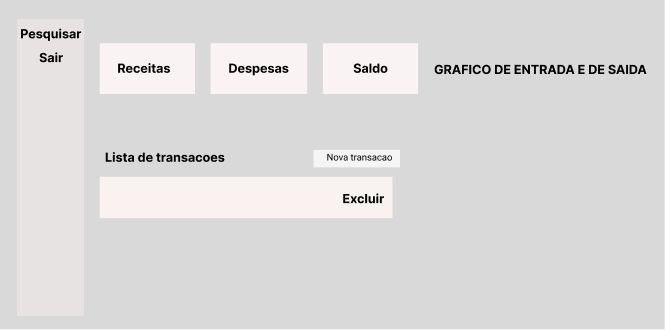 Pesquisar
Sair
Receitas
Despesas
Saldo
GRAFICO DE ENTRADA E DE SAIDA
Lista de transacoes
Nova transacao
Excluir